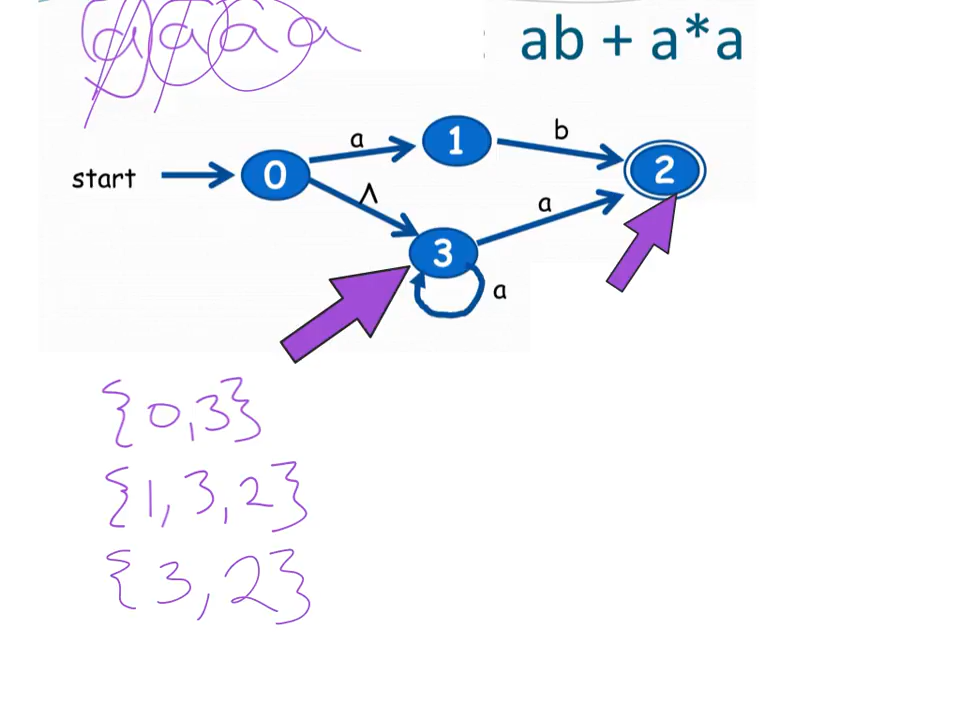 a a a a
ab + a*a
a
b
start
0
1
2
Λ
a
3
a
{0,3}
{1,3,2}
{3,2}